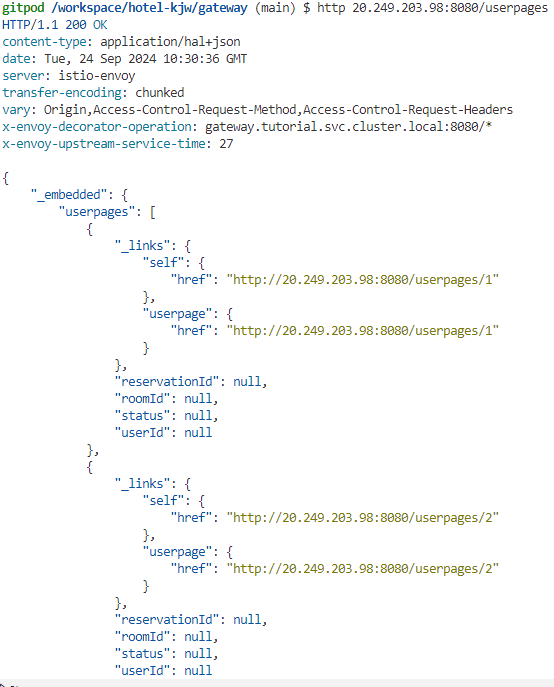 gitpod /workspace/hotel-kjw/gateway (main) $ http 20.249.203.98:8080/userpages
HTTP/1.1 200 OK
content-type: application/hal+json
date: Tue, 24 Sep 2024 10:30:36 GMT
server: istio-envoy
transfer-encoding: chunked
vary: Origin,Access-Control-Request-Method,Access-Control-Request-Headers
x-envoy-decorator-operation: gateway.tutorial.svc.cluster.local:8080/*
x-envoy-upstream-service-time: 27

{
    "_embedded": {
        "userpages": [
            {
                "_links": {
                    "self": {
                        "href": "http://20.249.203.98:8080/userpages/1"
                    },
                    "userpage": {
                        "href": "http://20.249.203.98:8080/userpages/1"
                    }
                },
                "reservationId": null,
                "roomId": null,
                "status": null,
                "userId": null
            },
            {
                "_links": {
                    "self": {
                        "href": "http://20.249.203.98:8080/userpages/2"
                    },
                    "userpage": {
                        "href": "http://20.249.203.98:8080/userpages/2"
                    }
                },
                "reservationId": null,
                "roomId": null,
                "status": null,
                "userId": null